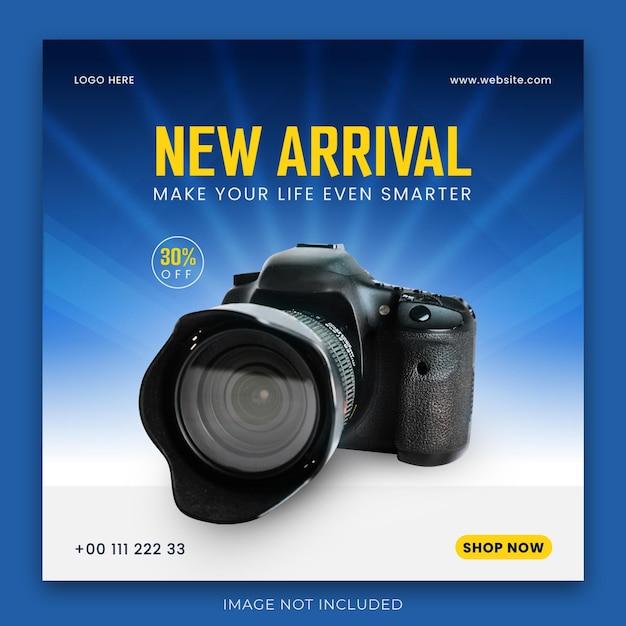 LOGO HERE
www.website.com
NEW ARRIVAL
MAKE YOUR LIFE EVEN SMARTER
30%
OFF
+00 111 222 33
SHOP NOW
IMAGE NOT INCLUDED